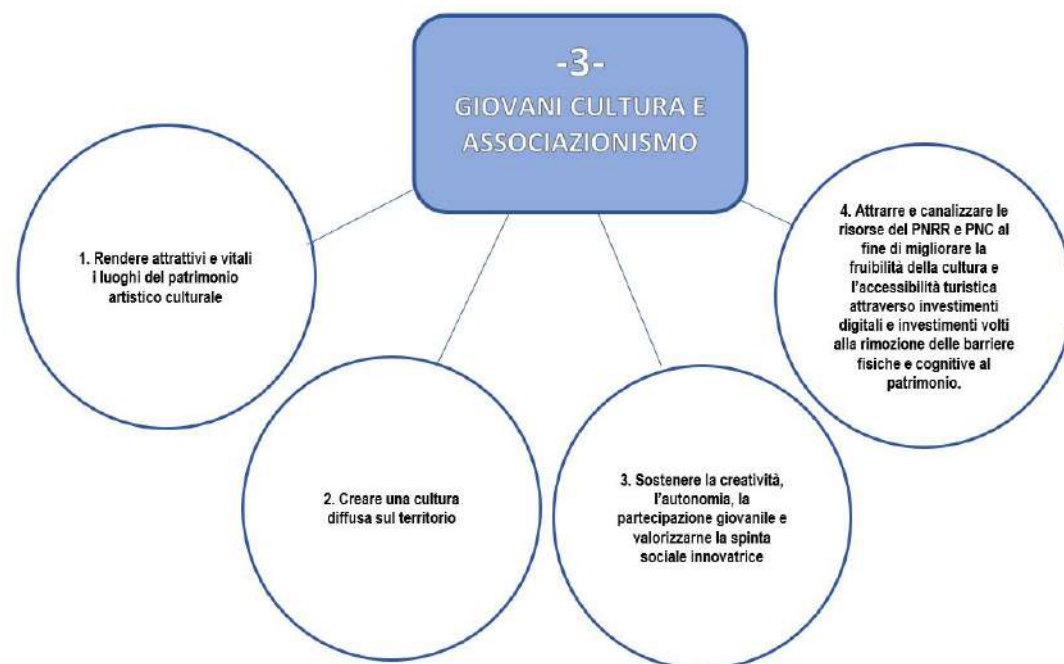 -3-
GIOVANI CULTURA E
ASSOCIAZIONISMO
1. Rendere attrattivi e vitali
i luoghi del patrimonio
artistico culturale
2. Creare una cultura
diffusa sul territorio
3. Sostenere la creatività,
l'autonomia, la
partecipazione giovanile e
valorizzarne la spinta
sociale innovatrice
4. Attrarre e canalizzare le
risorse del PNRR e PNC al
fine di migliorare la
fruibilità della cultura e
l'accessibilità turistica
attraverso investimenti
digitali e investimenti volti
alla rimozione delle barriere
fisiche e cognitive al
patrimonio.